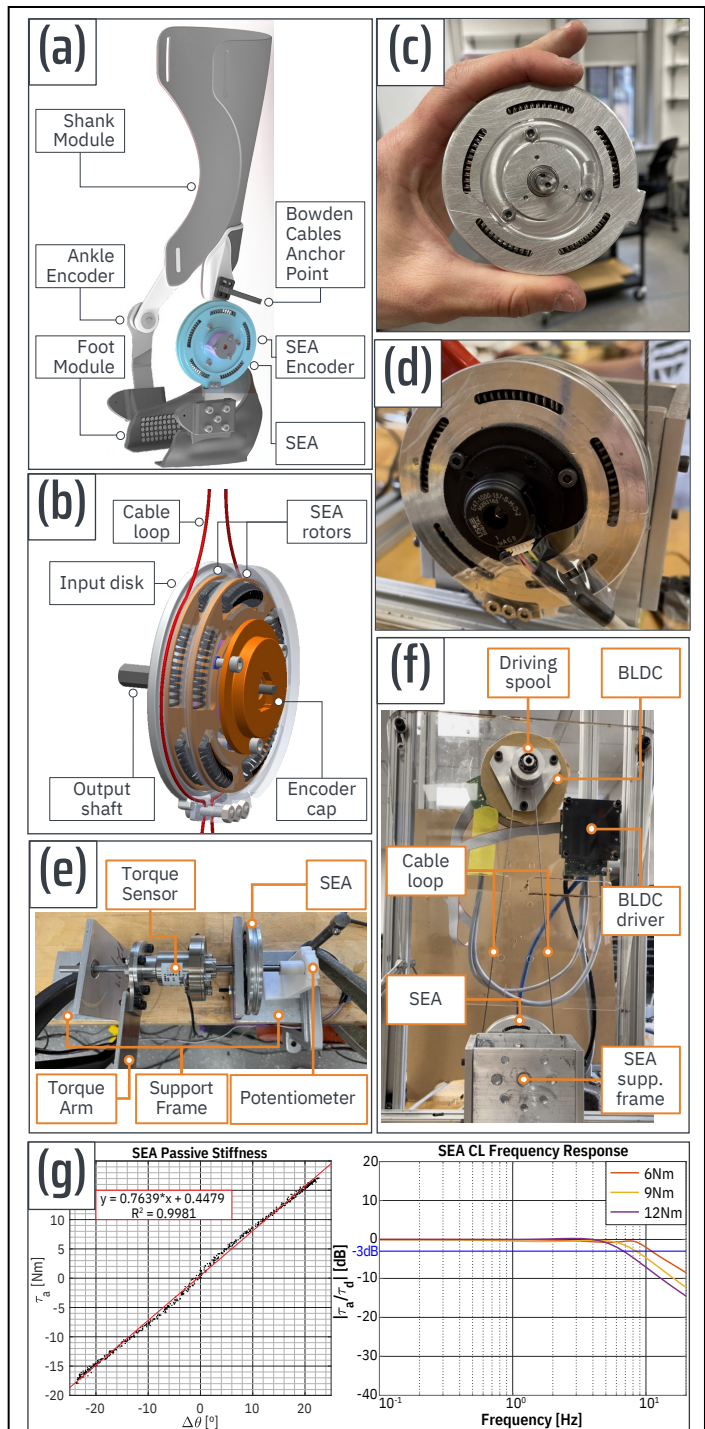 (a)
Shank
Module
Ankle
Encoder
Foot
Module
Bowden
Cables
Anchor
Point
SEA
Encoder
SEA
(b)
Cable
loop
SEA
rotors
Input disk
Output
shaft
Encoder
cap
(c)
(d)
(e)
Torque
Sensor
SEA
Torque
Arm
Support
Frame
Potentiometer
(f)
Driving
spool
BLDC
Cable
loop
BLDC
driver
SEA
SEA
supp.
frame
(g)
SEA Passive Stiffness
y = 0.7639*x + 0.4479
R² = 0.9981
τa [Nm]
10
5
0
-5
-10
-15
-20
-20
-10
0
10
20
Δθ [º]
SEA CL Frequency Response
6Nm
9Nm
12Nm
|τa/τd| [dB]
20
10
0
-3dB
-10
-20
-30
-40
10⁻¹
10⁰
10¹
Frequency [Hz]